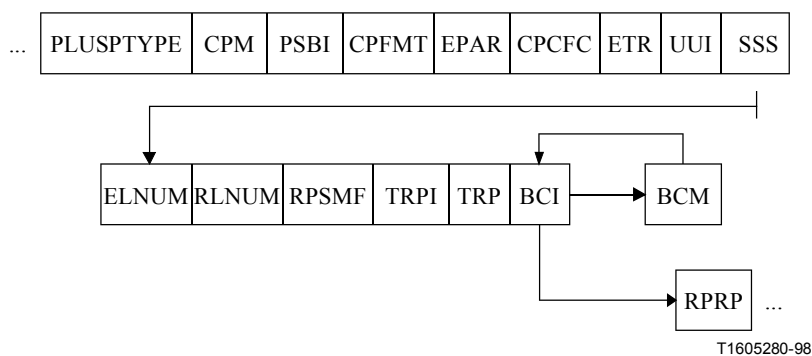 ... PLUSPTYPE CPM PSBI CPFMT EPAR CPCFC ETR UUI SSS
ELNUM RLNUM RPSMF TRPI TRP BCI BCM
RPRP ...
T1605280-98